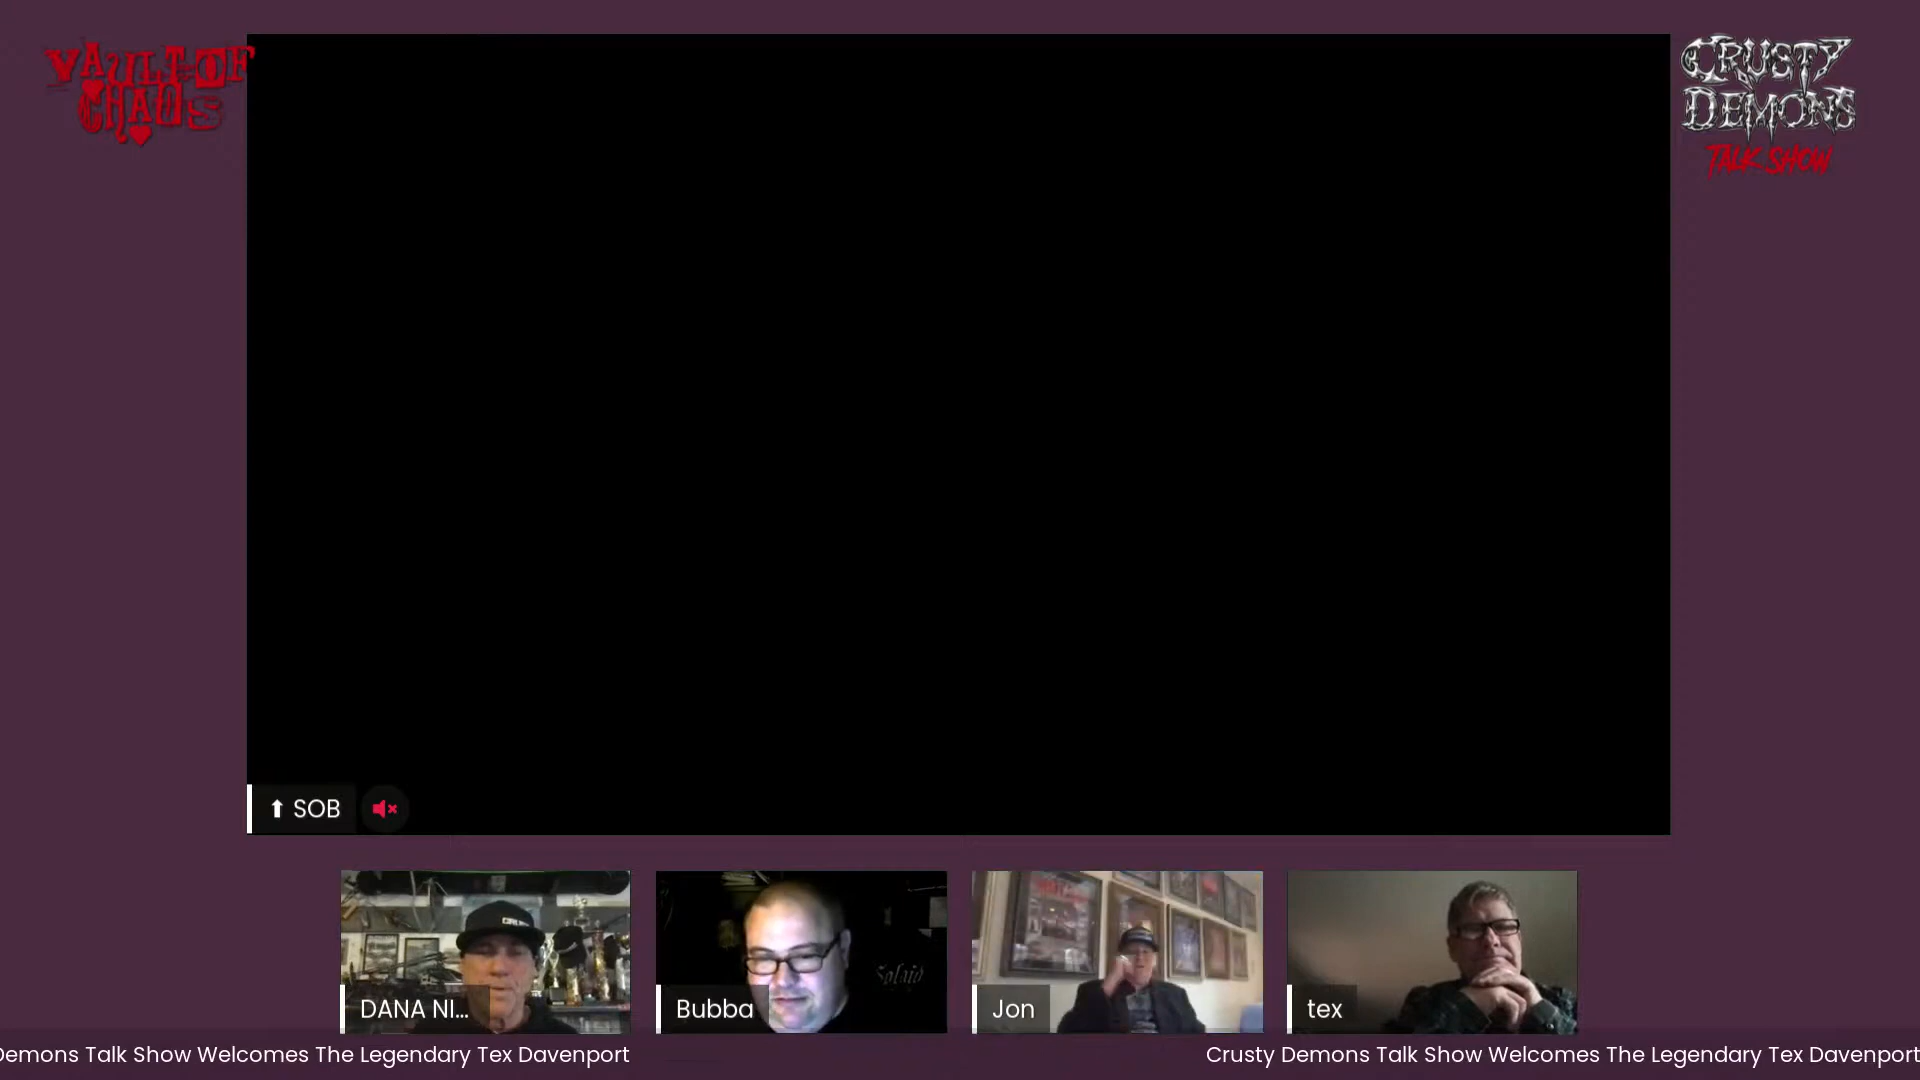 VAULT OF
CHAOS
CRUSTY
DEMONS
TALK SHOW
SOB
DANA NI...
Bubba
Jon
tex
Demons Talk Show Welcomes The Legendary Tex Davenport
Crusty Demons Talk Show Welcomes The Legendary Tex Davenport